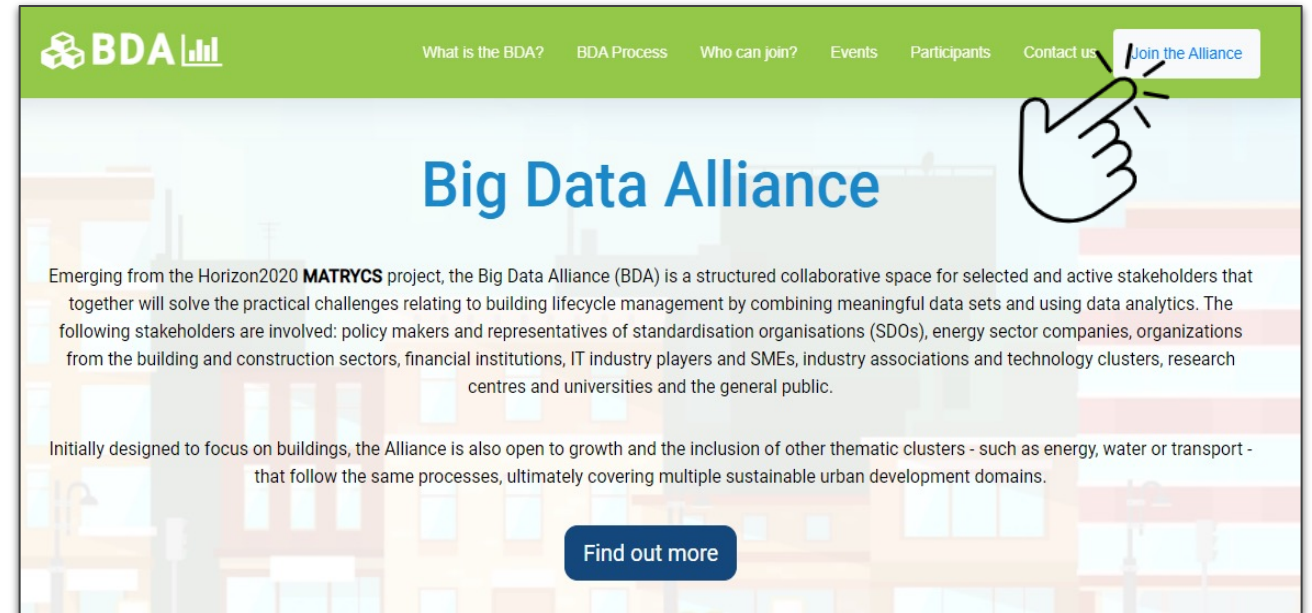 BDA
What is the BDA? BDA Process Who can join? Events Participants Contact us Join the Alliance
Big Data Alliance
Emerging from the Horizon2020 MATRYCS project, the Big Data Alliance (BDA) is a structured collaborative space for selected and active stakeholders that
together will solve the practical challenges relating to building lifecycle management by combining meaningful data sets and using data analytics. The
following stakeholders are involved: policy makers and representatives of standardisation organisations (SDOs), energy sector companies, organizations
from the building and construction sectors, financial institutions, IT industry players and SMEs, industry associations and technology clusters, research
centres and universities and the general public.
Initially designed to focus on buildings, the Alliance is also open to growth and the inclusion of other thematic clusters - such as energy, water or transport -
that follow the same processes, ultimately covering multiple sustainable urban development domains.
Find out more